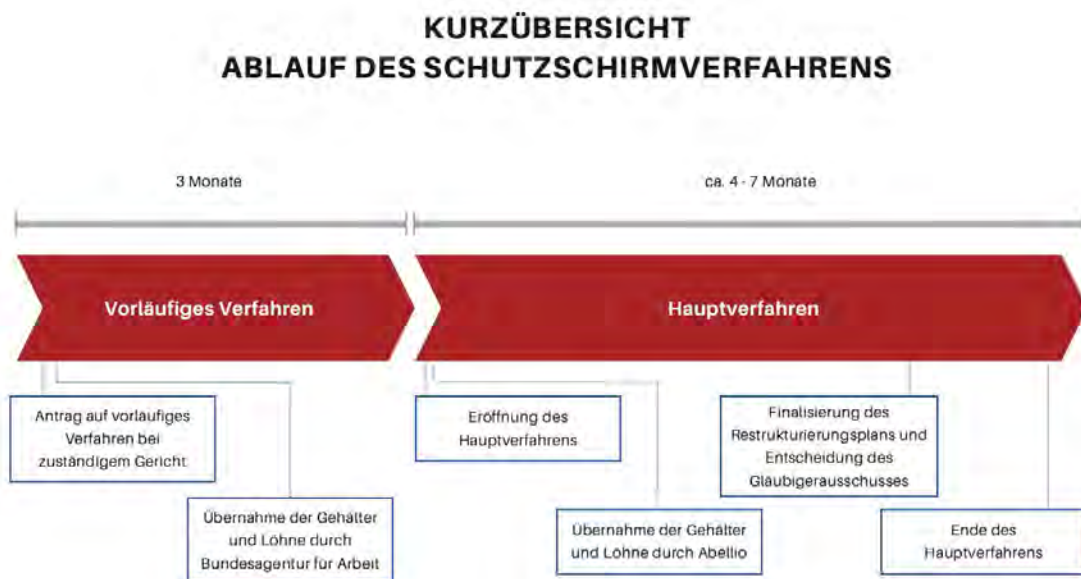 KURZÜBERSICHT
ABLAUF DES SCHUTZSCHIRMVERFAHRENS
3 Monate
ca. 4 - 7 Monate
Vorläufiges Verfahren
Hauptverfahren
Antrag auf vorläufiges
Verfahren bei
zuständigem Gericht
Übernahme der Gehälter
und Löhne durch
Bundesagentur für Arbeit
Eröffnung des
Hauptverfahrens
Übernahme der Gehälter
und Löhne durch Abellio
Finalisierung des
Restrukturierungsplans und
Entscheidung des
Gläubigerausschusses
Ende des
Hauptverfahrens